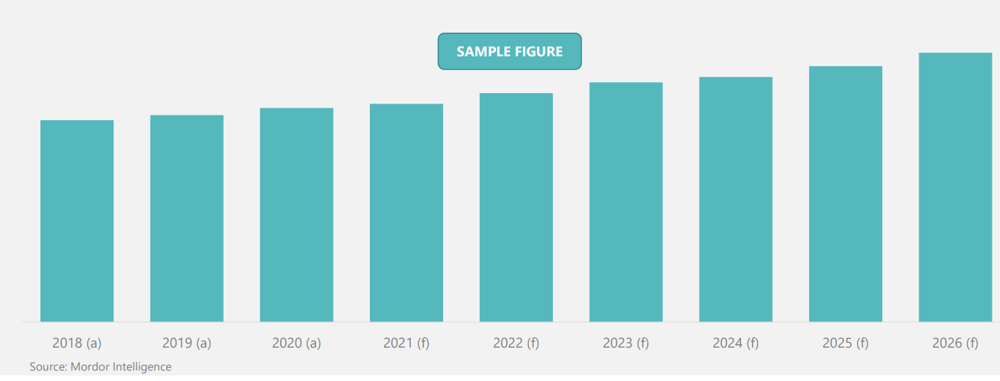 SAMPLE FIGURE
2018 (a) 2019 (a) 2020 (a) 2021 (f) 2022 (f) 2023 (f) 2024 (f) 2025 (f) 2026 (f)
Source: Mordor Intelligence